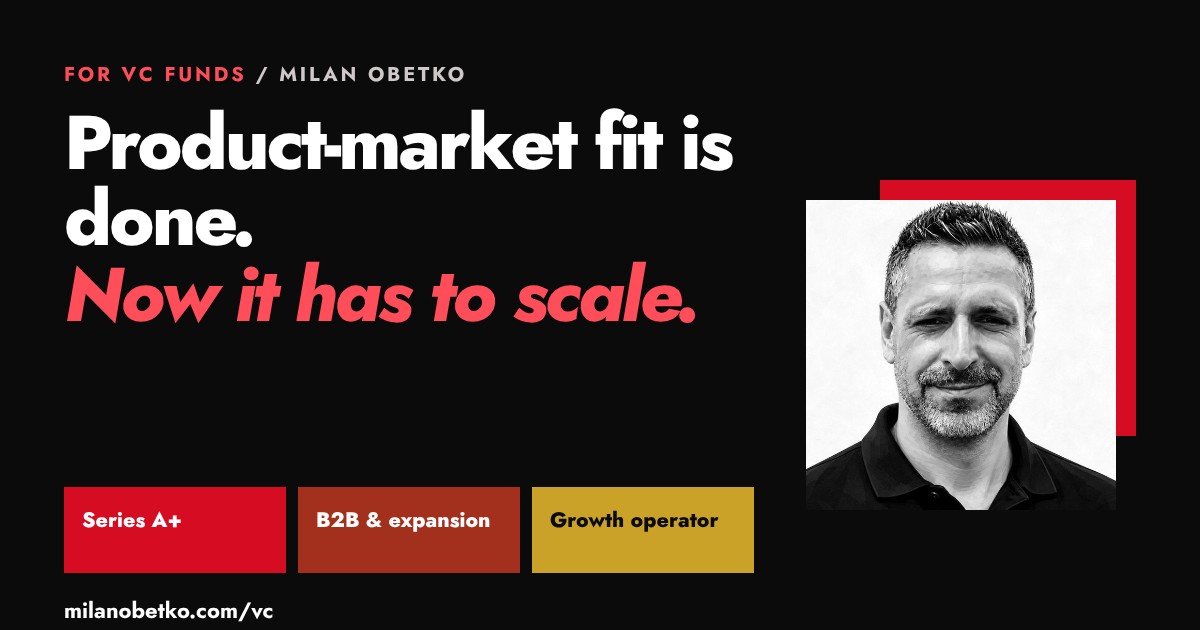 FOR VC FUNDS / MILAN OBETKO
Product-market fit is
done.
Now it has to scale.
Series A+
B2B & expansion
Growth operator
milanobetko.com/vc